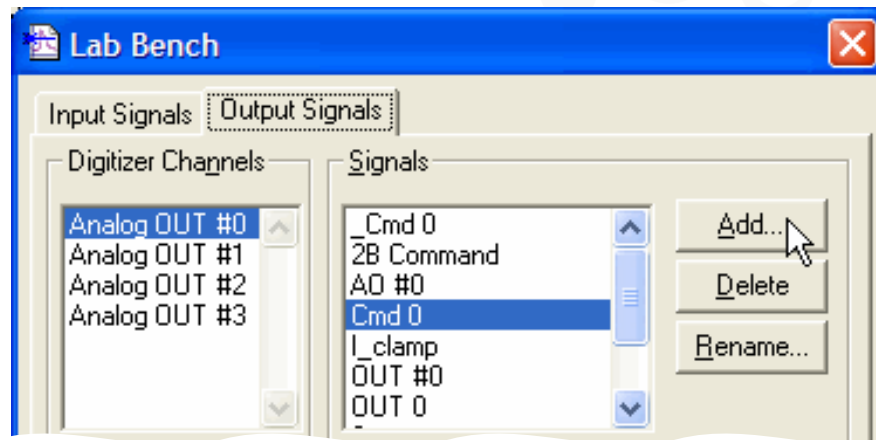 Lab Bench
Input Signals Output Signals
Digitizer Channels
Analog OUT #0
Analog OUT #1
Analog OUT #2
Analog OUT #3
Signals
_Cmd 0
2B Command
AO #0
Cmd 0
I_clamp
OUT #0
OUT 0
Add...
Delete
Rename...